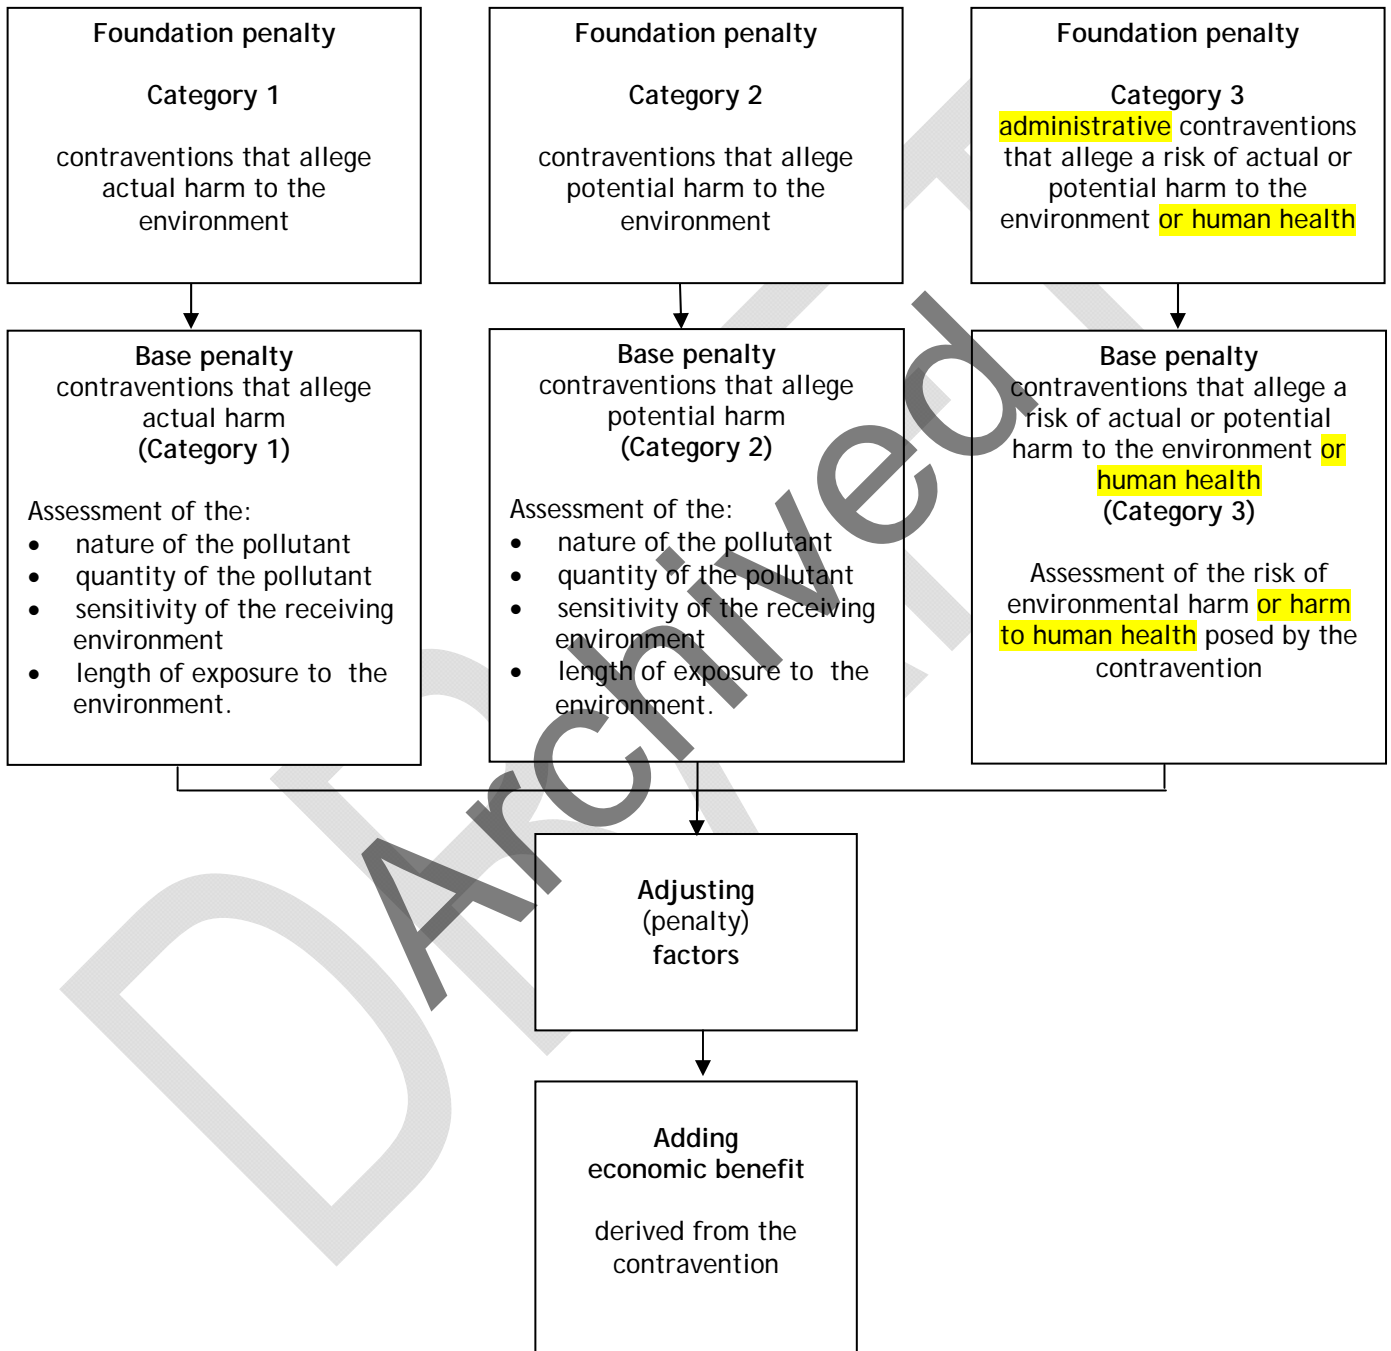 Foundation penalty
Category 1
contraventions that allege
actual harm to the
environment
Foundation penalty
Category 2
contraventions that allege
potential harm to the
environment
Foundation penalty
Category 3
administrative contraventions
that allege a risk of actual or
potential harm to the
environment or human health
Base penalty
contraventions that allege
actual harm
(Category 1)
Assessment of the:
• nature of the pollutant
• quantity of the pollutant
• sensitivity of the receiving
environment
• length of exposure to the
environment.
Base penalty
contraventions that allege
potential harm
(Category 2)
Assessment of the:
• nature of the pollutant
• quantity of the pollutant
• sensitivity of the receiving
environment
• length of exposure to the
environment.
Base penalty
contraventions that allege a
risk of actual or potential
harm to the environment or
human health
(Category 3)
Assessment of the risk of
environmental harm or harm
to human health posed by the
contravention
Adjusting
(penalty)
factors
Adding
economic benefit
derived from the
contravention
DRAFT
Archived